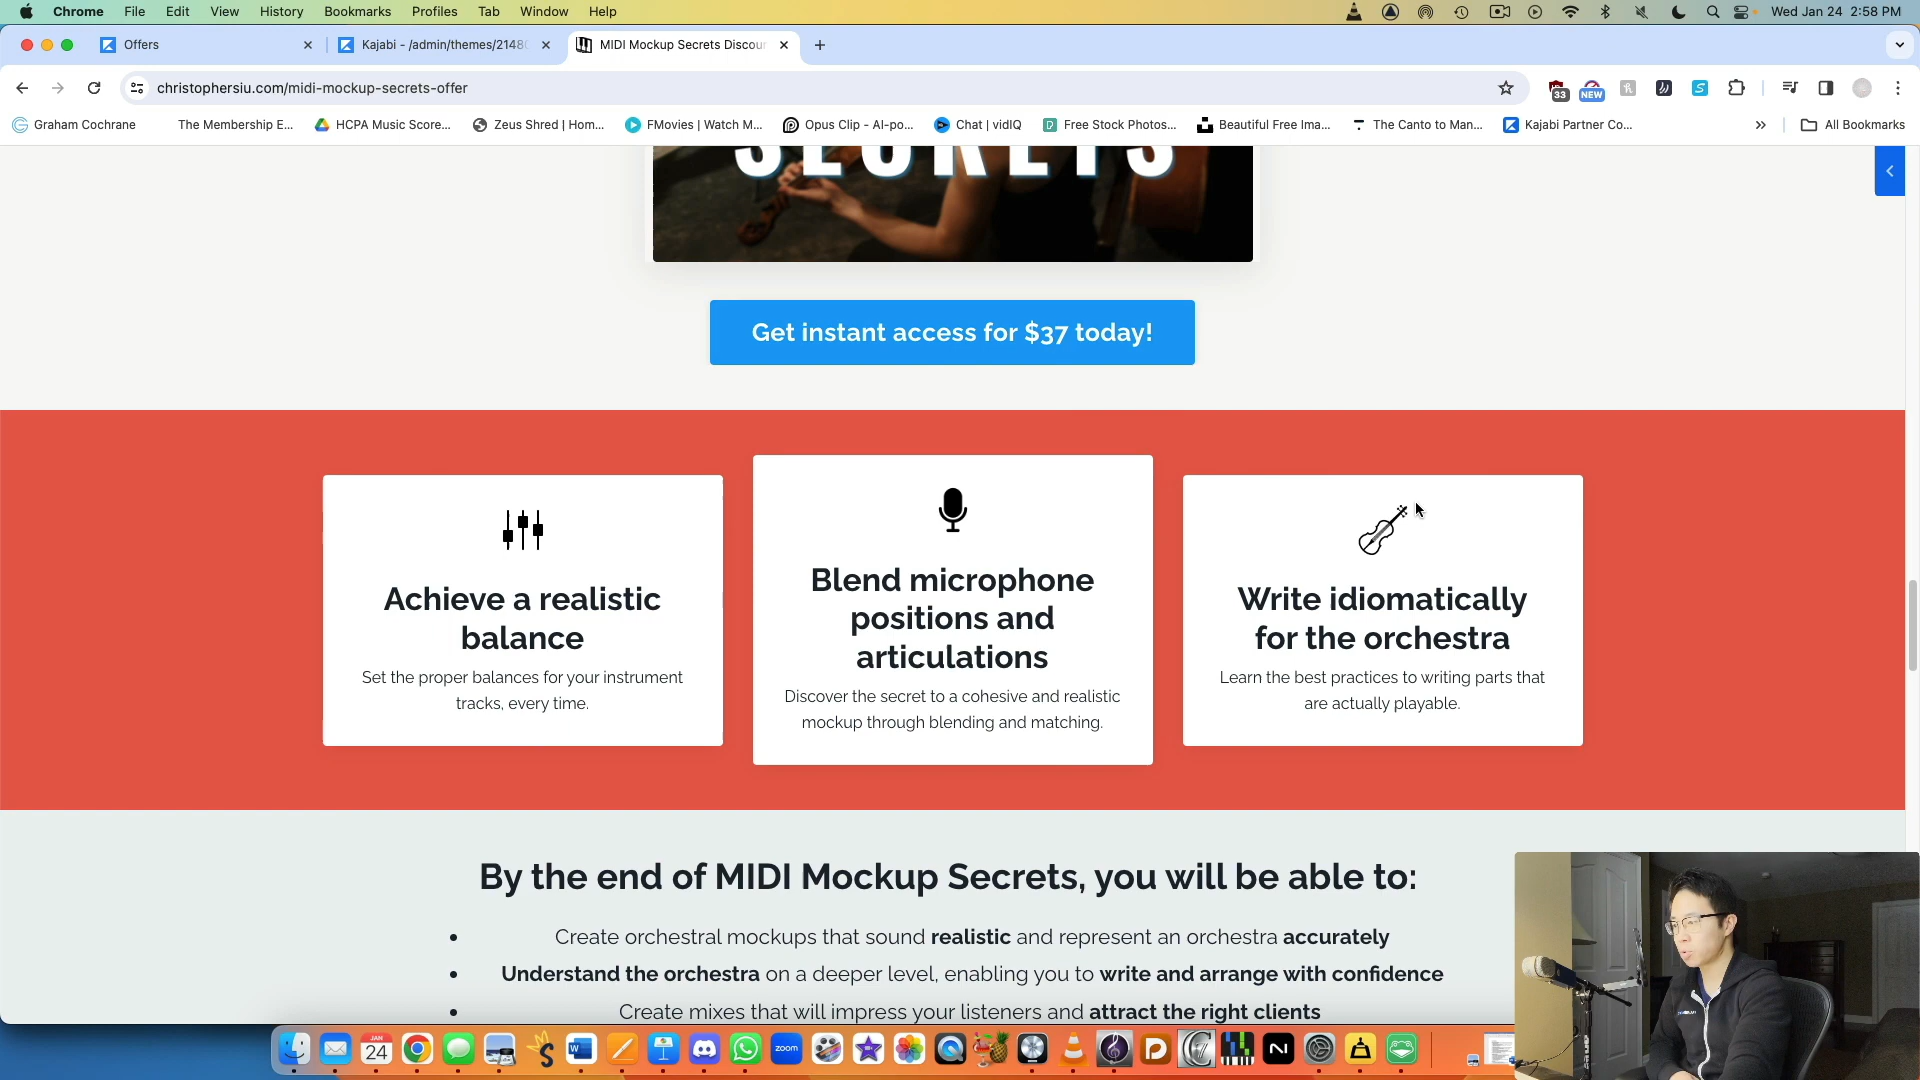 Chrome File Edit View History Bookmarks Profiles Tab Window Help
Wed Jan 24 2:58 PM
Offers
Kajabi - /admin/themes/2148
MIDI Mockup Secrets Discou
christophersiu.com/midi-mockup-secrets-offer
33
NEW
Graham Cochrane
The Membership E...
HCPA Music Score...
Zeus Shred | Hom...
FMovies | Watch M...
Opus Clip - AI-po...
Chat | vidIQ
Free Stock Photos...
Beautiful Free Ima...
The Canto to Man...
Kajabi Partner Co...
All Bookmarks
SECRETS
Get instant access for $37 today!
Achieve a realistic
balance
Set the proper balances for your instrument
tracks, every time.
Blend microphone
positions and
articulations
Discover the secret to a cohesive and realistic
mockup through blending and matching.
Write idiomatically
for the orchestra
Learn the best practices to writing parts that
are actually playable.
By the end of MIDI Mockup Secrets, you will be able to:
• Create orchestral mockups that sound realistic and represent an orchestra accurately
• Understand the orchestra on a deeper level, enabling you to write and arrange with confidence
• Create mixes that will impress your listeners and attract the right clients
JAN
24
W
zoom